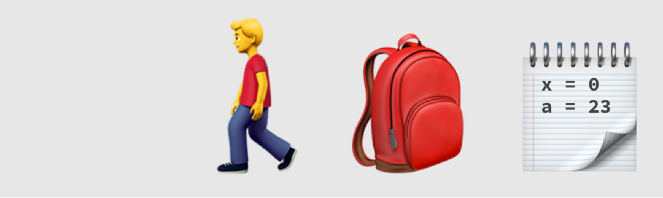 x = 0
a = 23